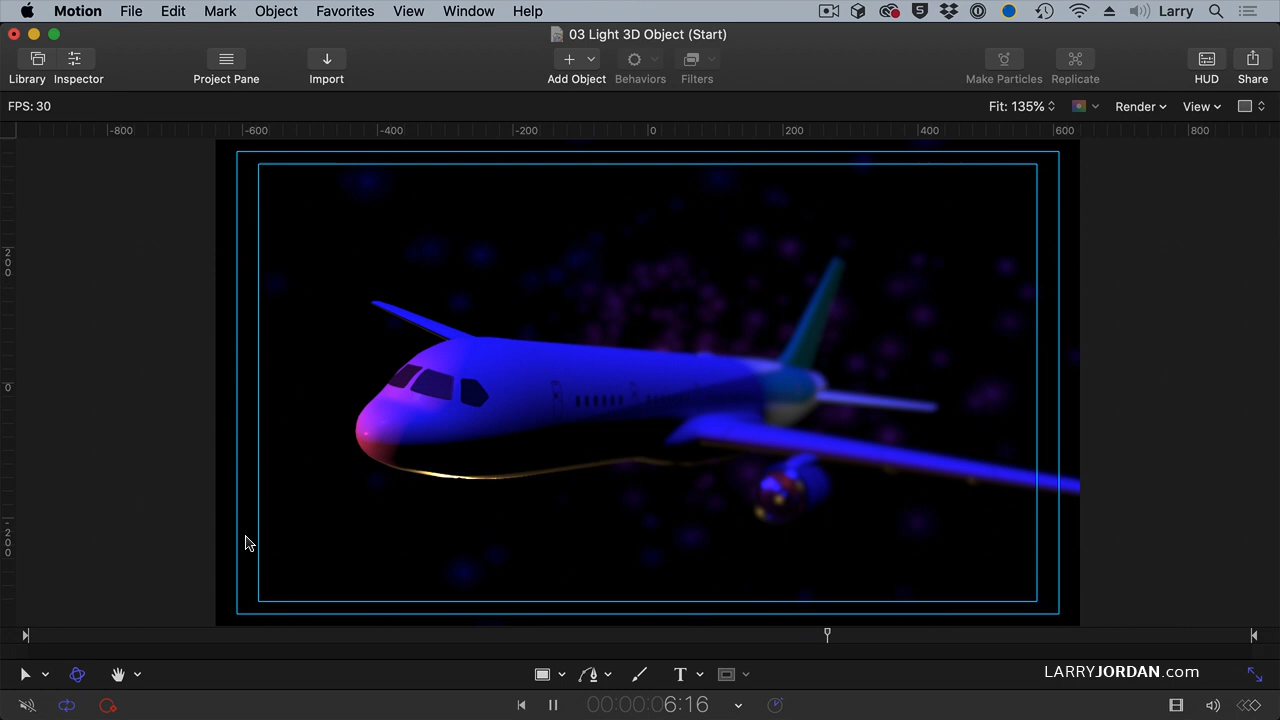 Motion File Edit Mark Object Favorites View Window Help Larry
03 Light 3D Object (Start)
Library Inspector Project Pane Import Add Object Behaviors Filters Make Particles Replicate HUD Share
FPS: 30 Fit: 135% Render View
-800 -600 -400 -200 0 200 400 600 800
200
0
-200
LARRYJORDAN.com
00:00:06:16